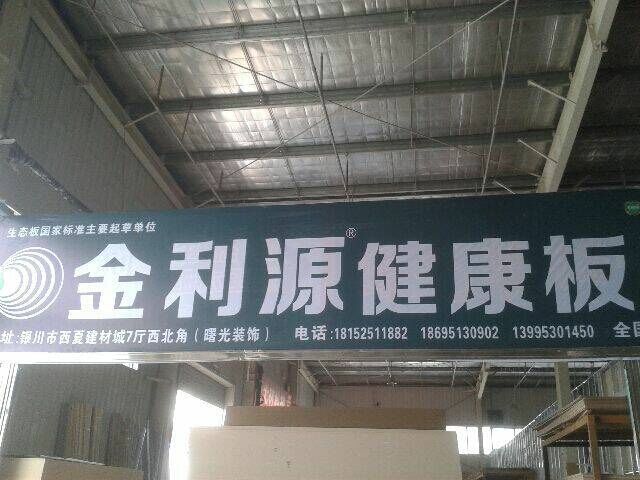 生态板国家标准主要起草单位
金利源®健康板
址:银川市西夏建材城7厅西北角(曙光装饰) 电话:18152511882 18695130902 13995301450 全国